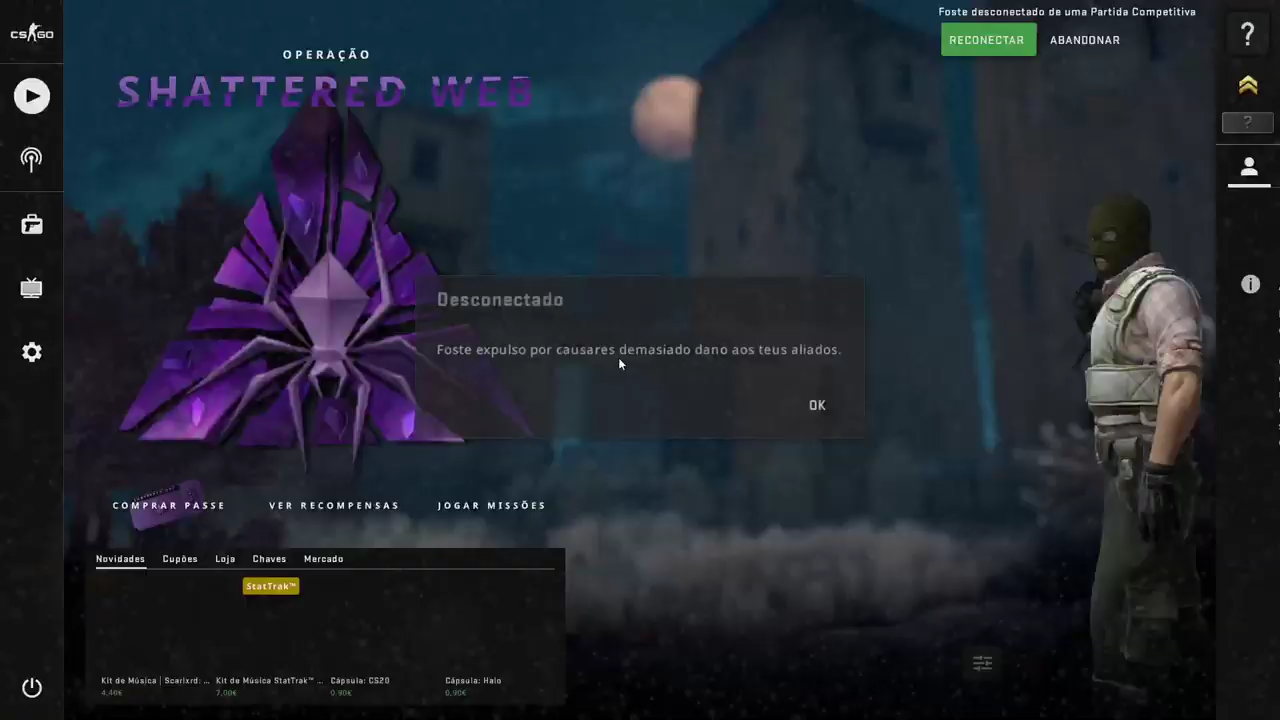 CS GO
Foste desconectado de uma Partida Competitiva
RECONECTAR
ABANDONAR
?
?
OPERAÇÃO
SHATTERED WEB
Desconectado
Foste expulso por causares demasiado dano aos teus aliados.
OK
COMPRAR PASSE
VER RECOMPENSAS
JOGAR MISSÕES
Novidades
Cupões
Loja
Chaves
Mercado
StatTrak™
Kit de Música | Scarlxrd: ...
Kit de Música StatTrak™ ...
Cápsula: CS20
Cápsula: Halo
4,40€
7,00€
0,90€
0,90€